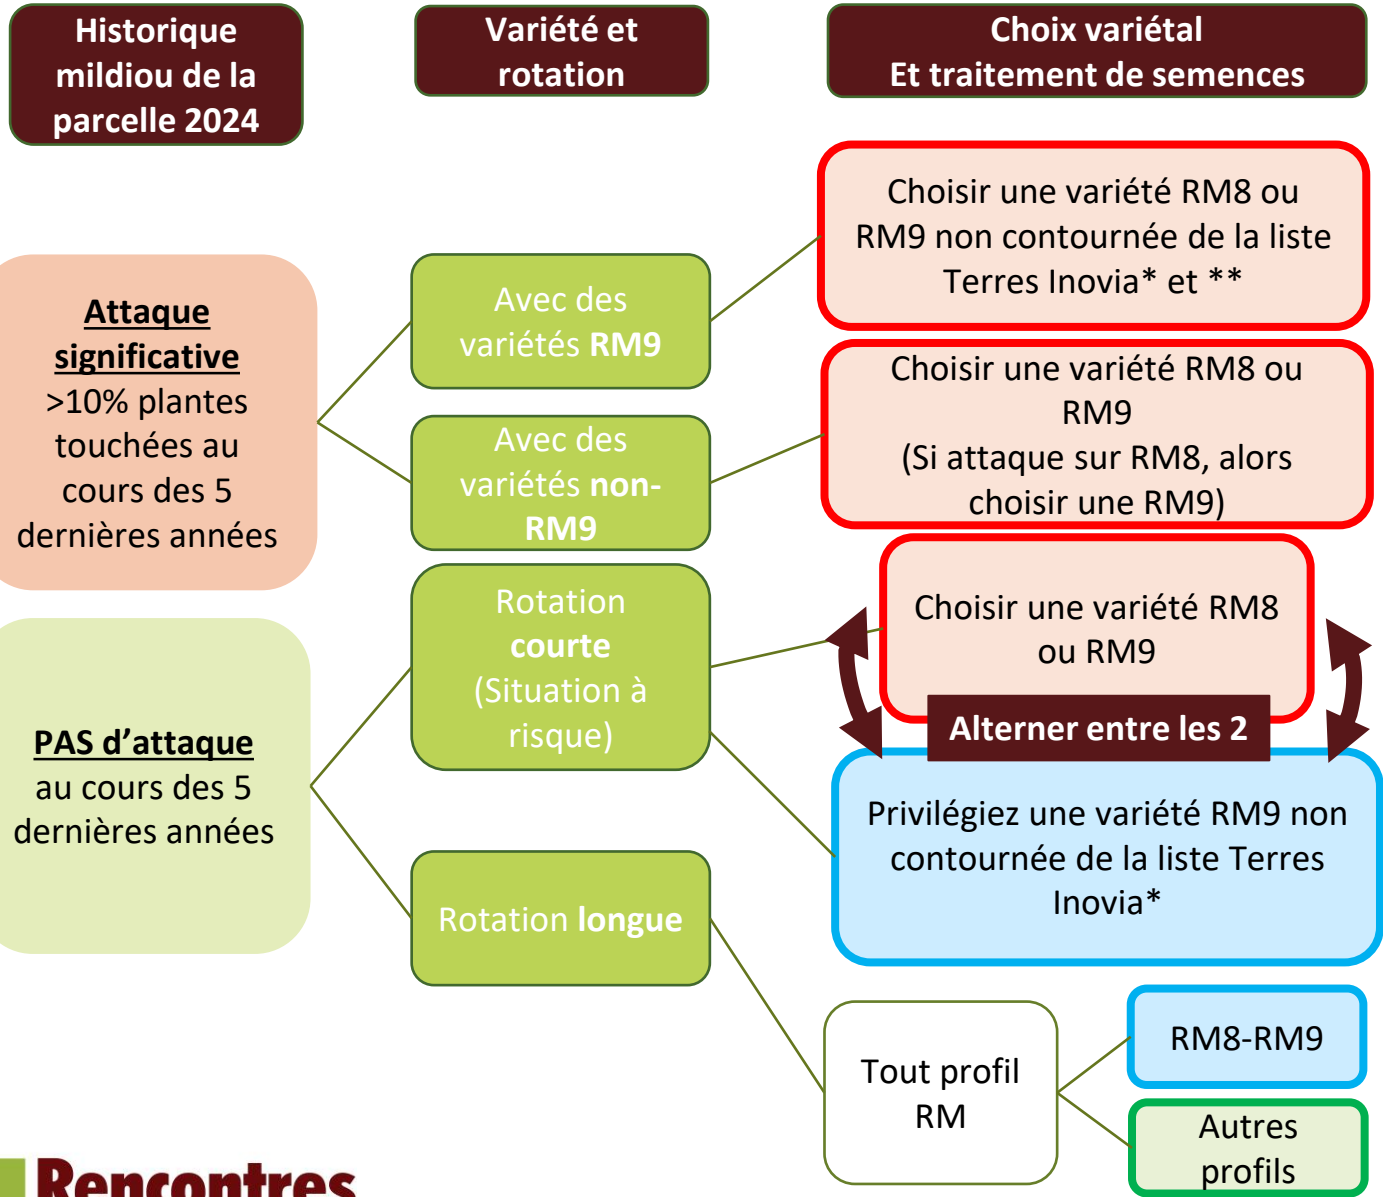 Historique
mildiou de la
parcelle 2024
Variété et
rotation
Choix variétal
Et traitement de semences
Attaque
significative
>10% plantes
touchées au
cours des 5
dernières années
Avec des
variétés RM9
Choisir une variété RM8 ou
RM9 non contournée de la liste
Terres Inovia* et **
Avec des
variétés non-
RM9
Choisir une variété RM8 ou
RM9
(Si attaque sur RM8, alors
choisir une RM9)
PAS d’attaque
au cours des 5
dernières années
Rotation
courte
(Situation à
risque)
Choisir une variété RM8
ou RM9
Alterner entre les 2
Privilégiez une variété RM9 non
contournée de la liste Terres
Inovia*
Rotation longue
Tout profil
RM
RM8-RM9
Autres
profils
Rencontres